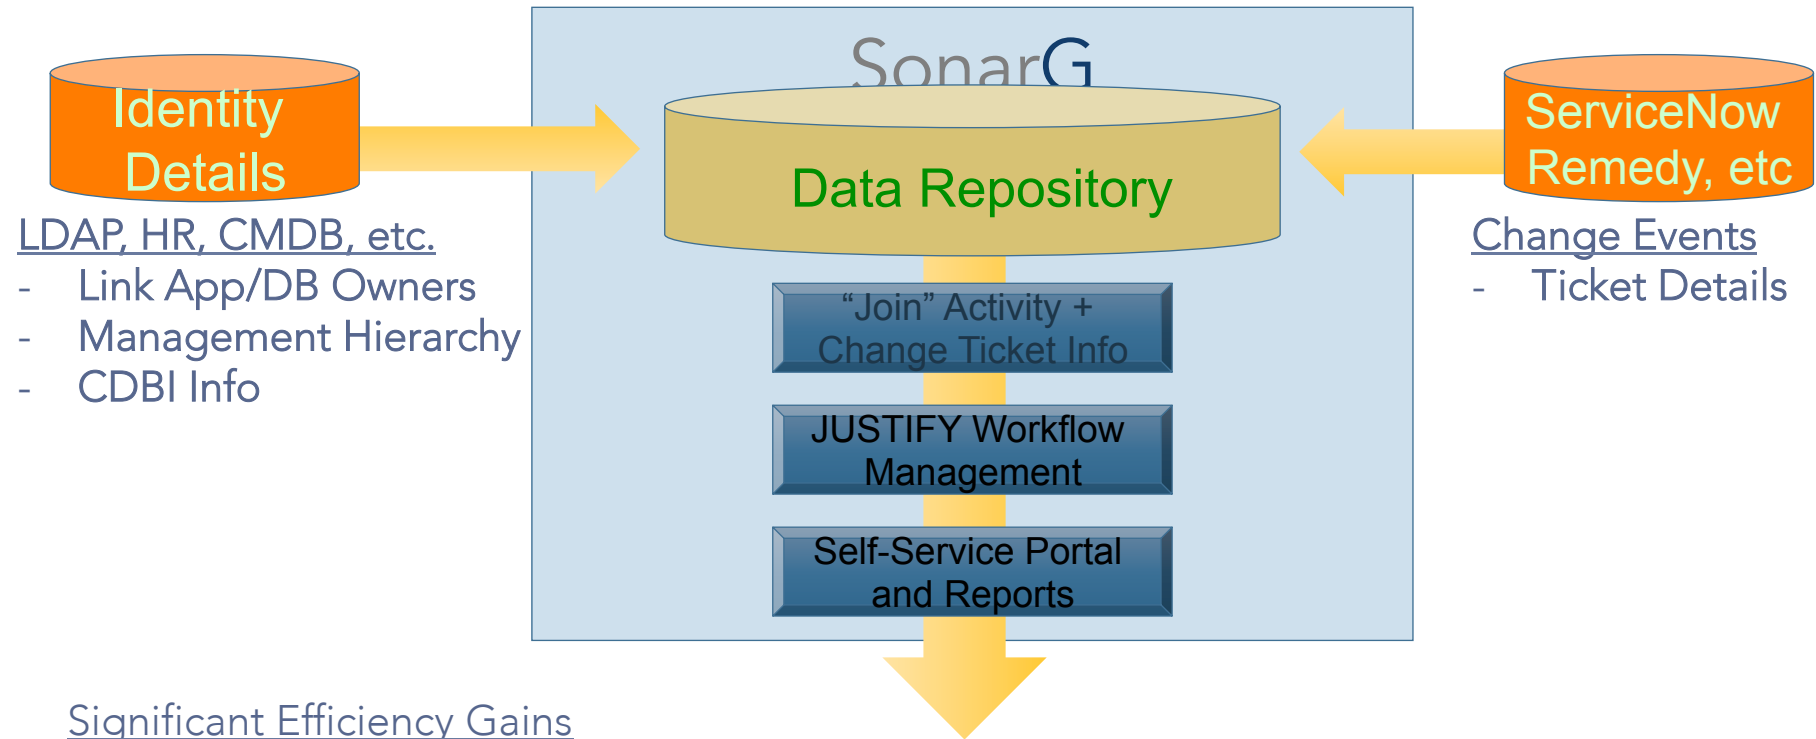 SonarG
Identity
Details
Data Repository
ServiceNow
Remedy, etc
LDAP, HR, CMDB, etc.
- Link App/DB Owners
- Management Hierarchy
- CDBI Info
Change Events
- Ticket Details
“Join” Activity +
Change Ticket Info
JUSTIFY Workflow
Management
Self-Service Portal
and Reports
Significant Efficiency Gains